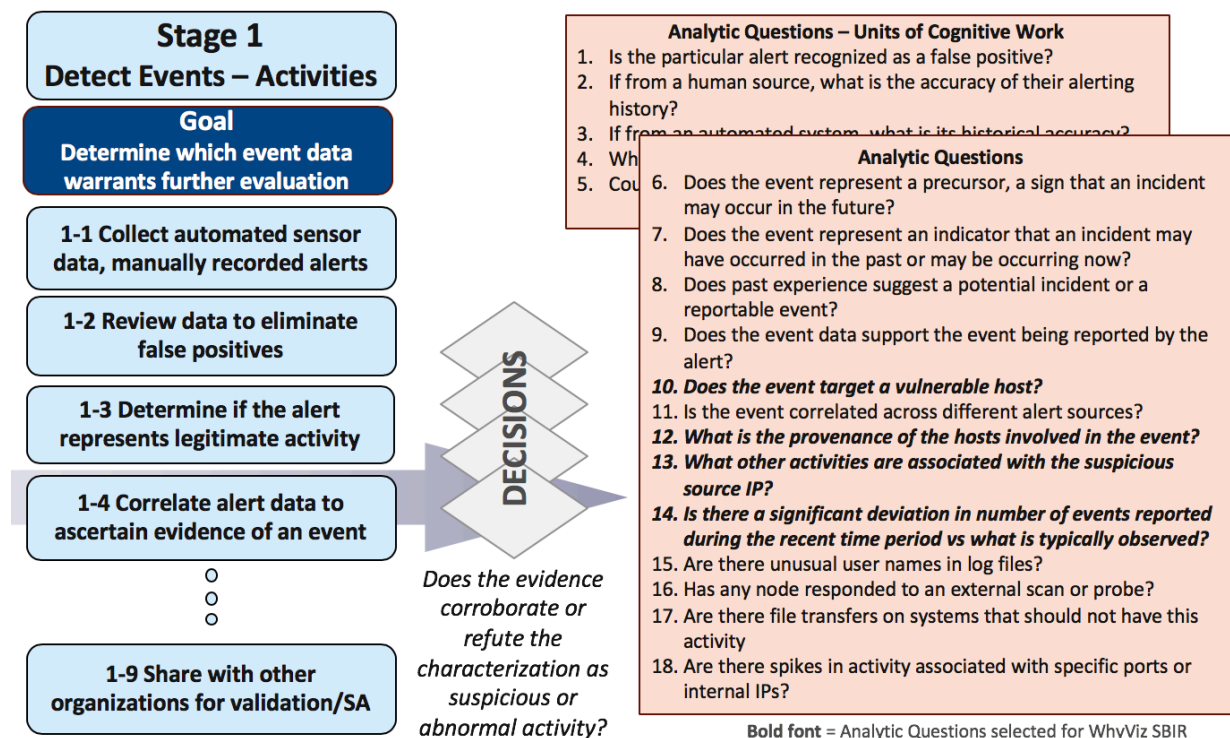 Stage 1
Detect Events – Activities
Goal
Determine which event data
warrants further evaluation
1-1 Collect automated sensor
data, manually recorded alerts
1-2 Review data to eliminate
false positives
1-3 Determine if the alert
represents legitimate activity
1-4 Correlate alert data to
ascertain evidence of an event
1-9 Share with other
organizations for validation/SA
DECISIONS
Does the evidence
corroborate or
refute the
characterization as
suspicious or
abnormal activity?
Analytic Questions – Units of Cognitive Work
1. Is the particular alert recognized as a false positive?
2. If from a human source, what is the accuracy of their alerting
history?
3. If from an automated system, what is its historical accuracy?
4.
5.
Analytic Questions
6. Does the event represent a precursor, a sign that an incident
may occur in the future?
7. Does the event represent an indicator that an incident may
have occurred in the past or may be occurring now?
8. Does past experience suggest a potential incident or a
reportable event?
9. Does the event data support the event being reported by the
alert?
10. Does the event target a vulnerable host?
11. Is the event correlated across different alert sources?
12. What is the provenance of the hosts involved in the event?
13. What other activities are associated with the suspicious
source IP?
14. Is there a significant deviation in number of events reported
during the recent time period vs what is typically observed?
15. Are there unusual user names in log files?
16. Has any node responded to an external scan or probe?
17. Are there file transfers on systems that should not have this
activity
18. Are there spikes in activity associated with specific ports or
internal IPs?
Bold font = Analytic Questions selected for WhyViz SBIR